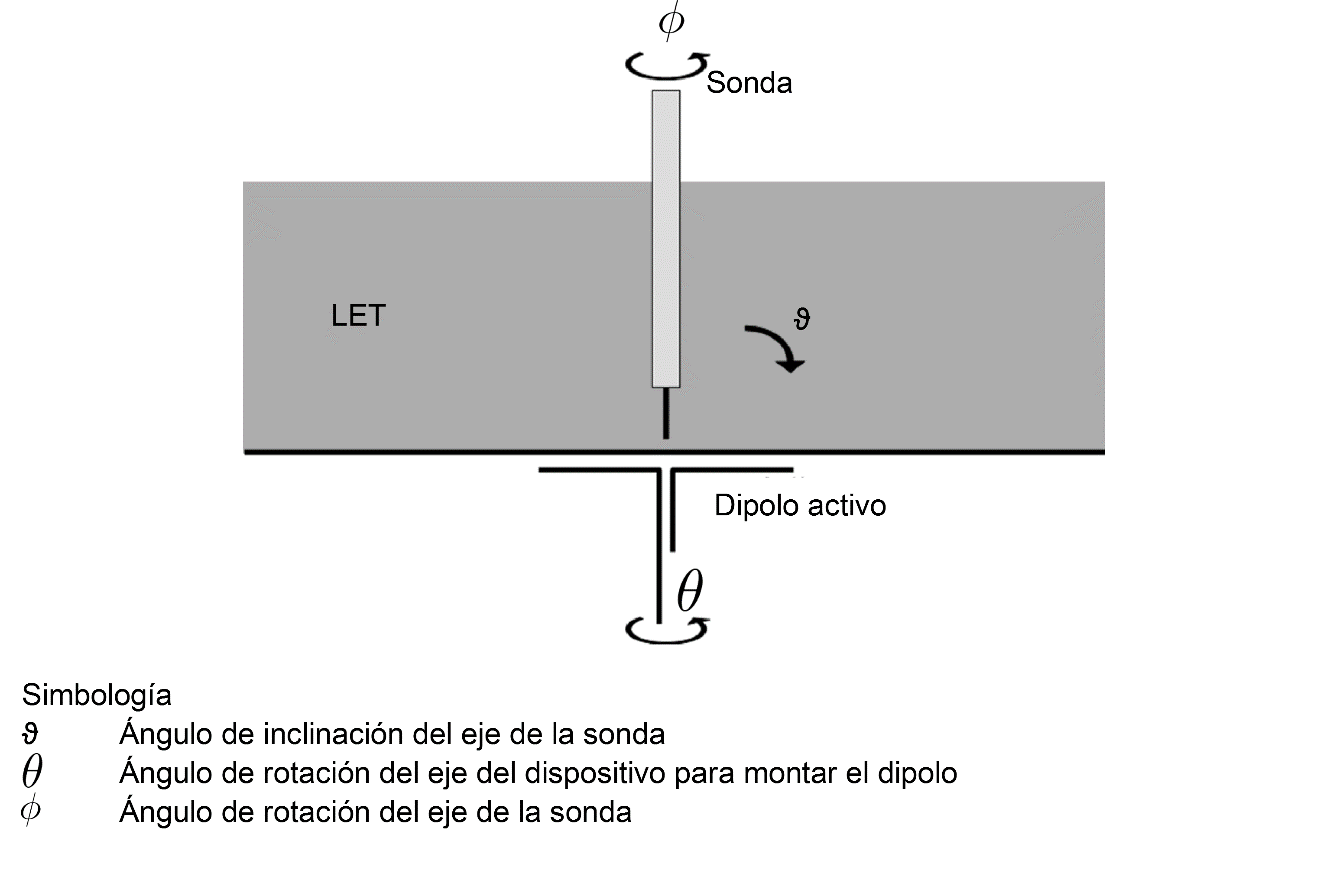 ϕ
Sonda
LET
ϑ
Dipolo activo
θ
Simbología
ϑ Ángulo de inclinación del eje de la sonda
θ Ángulo de rotación del eje del dispositivo para montar el dipolo
ϕ Ángulo de rotación del eje de la sonda